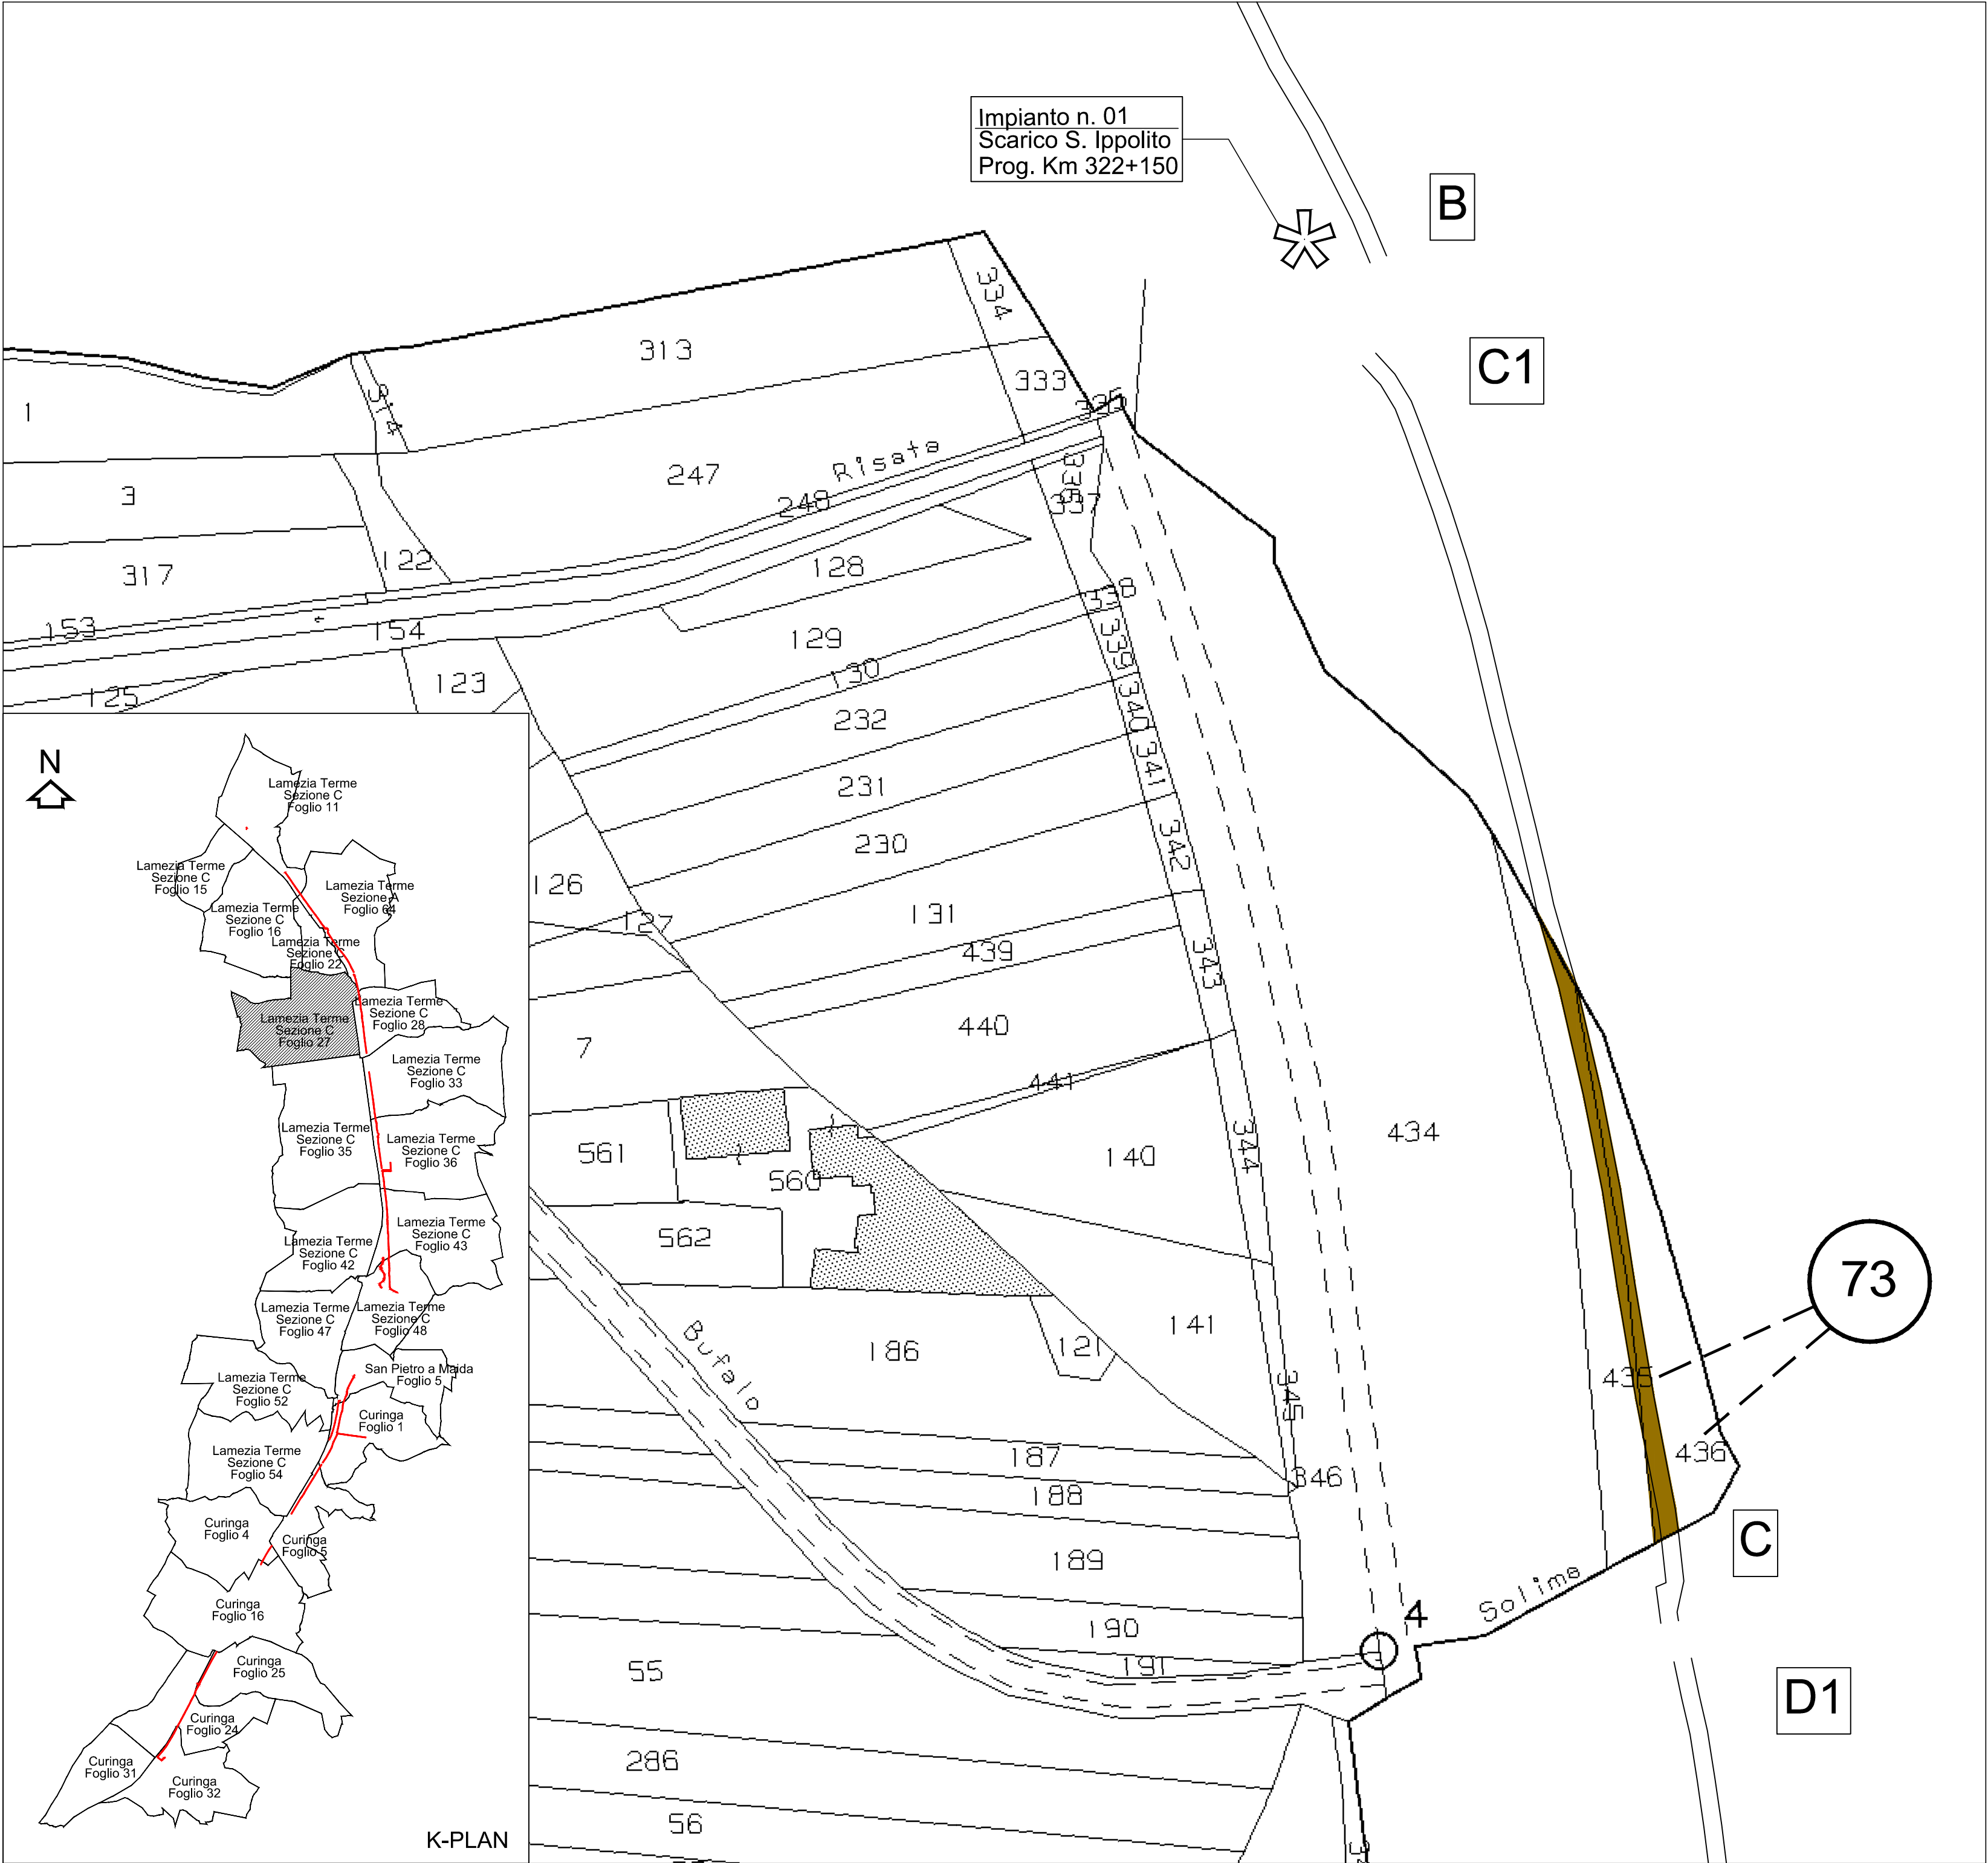 Impianto n. 01
Scarico S. Ippolito
Prog. Km 322+150
B
C1
334
313
333
335
1
314
Risata
247
248
3
336
337
122
128
317
338
153
154
129
339
130
123
125
340
232
341
231
342
230
126
131
127
343
439
440
7
441
434
344
140
561
560
562
73
141
Bufalo
186
121
435
345
436
187
346
188
C
189
Solima
4
190
191
55
D1
286
56
N
Lamezia Terme
Sezione C
Foglio 11
Lamezia Terme
Sezione C
Foglio 15
Lamezia Terme
Sezione A
Foglio 64
Lamezia Terme
Sezione C
Foglio 16
Lamezia Terme
Sezione C
Foglio 22
Lamezia Terme
Sezione C
Foglio 28
Lamezia Terme
Sezione C
Foglio 27
Lamezia Terme
Sezione C
Foglio 33
Lamezia Terme
Sezione C
Foglio 35
Lamezia Terme
Sezione C
Foglio 36
Lamezia Terme
Sezione C
Foglio 43
Lamezia Terme
Sezione C
Foglio 42
Lamezia Terme
Sezione C
Foglio 47
Lamezia Terme
Sezione C
Foglio 48
San Pietro a Maida
Foglio 5
Lamezia Terme
Sezione C
Foglio 52
Curinga
Foglio 1
Lamezia Terme
Sezione C
Foglio 54
Curinga
Foglio 4
Curinga
Foglio 5
Curinga
Foglio 16
Curinga
Foglio 25
Curinga
Foglio 24
Curinga
Foglio 31
Curinga
Foglio 32
K-PLAN